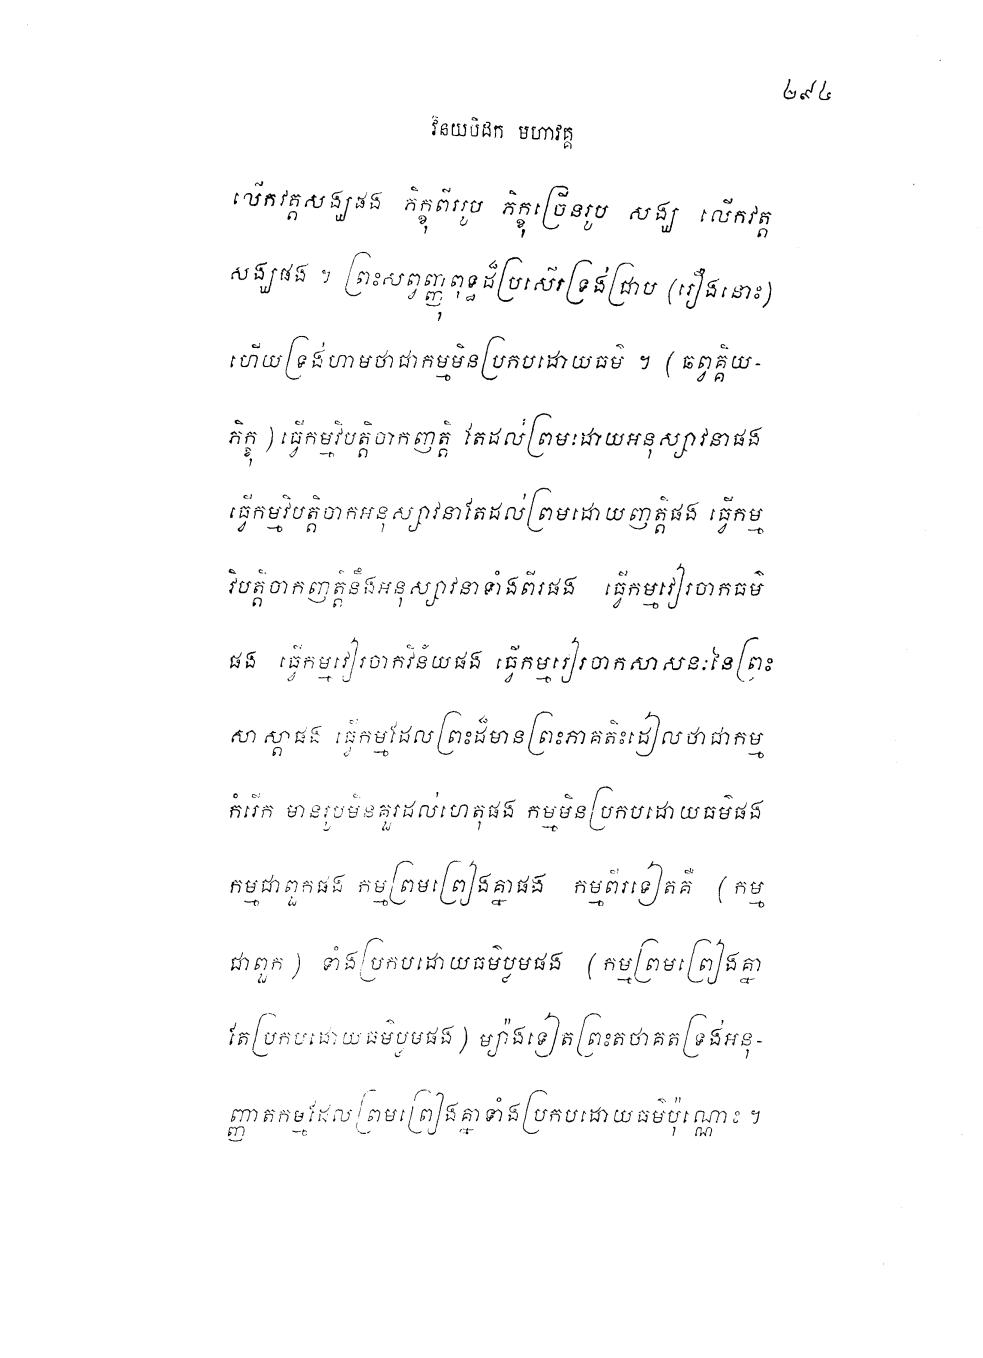 ២៩៤
វិនយបិដក មហាវគ្គ
លើកវត្តសង្ឃផង ភិក្ខុពីររូប ភិក្ខុច្រើនរូប សង្ឃ លើកវត្ត
សង្ឃផង ។ ព្រះសព្វញ្ញុពុទ្ធដ៏ប្រសើរទ្រង់ជ្រាប (រឿងនោះ)
ហើយទ្រង់ហាមថាជាកម្មមិនប្រកបដោយធម៌ ។ (ឆព្វគ្គិយ-
ភិក្ខុ) ធ្វើកម្មវិបត្តិចាកញត្តិ តែដល់ព្រមដោយអនុស្សាវនាផង
ធ្វើកម្មវិបត្តិចាកអនុស្សាវនាតែដល់ព្រមដោយញត្តិផង ធ្វើកម្ម
វិបត្តិចាកញត្តិនឹងអនុស្សាវនាទាំងពីរផង ធ្វើកម្មវៀរចាកធម៌
ផង ធ្វើកម្មវៀរចាកវិន័យផង ធ្វើកម្មវៀរចាកសាសនៈនៃព្រះ
សាស្តាផង ធ្វើកម្មដែលព្រះដ៏មានព្រះភាគតិះដៀលថាជាកម្ម
កំរើក មានរូបមិនគួរដល់ហេតុផង កម្មមិនប្រកបដោយធម៌ផង
កម្មជាពួកផង កម្មព្រមព្រៀងគ្នាផង កម្មពីរទៀតគឺ (កម្ម
ជាពួក) ទាំងប្រកបដោយធម៌ប្លមផង (កម្មព្រមព្រៀងគ្នា
តែប្រកបដោយធម៌ប្លមផង) ម្យ៉ាងទៀតព្រះតថាគតទ្រង់អនុ-
ញ្ញាតកម្មដែលព្រមព្រៀងគ្នាទាំងប្រកបដោយធម៌ប៉ុណ្ណោះ ។